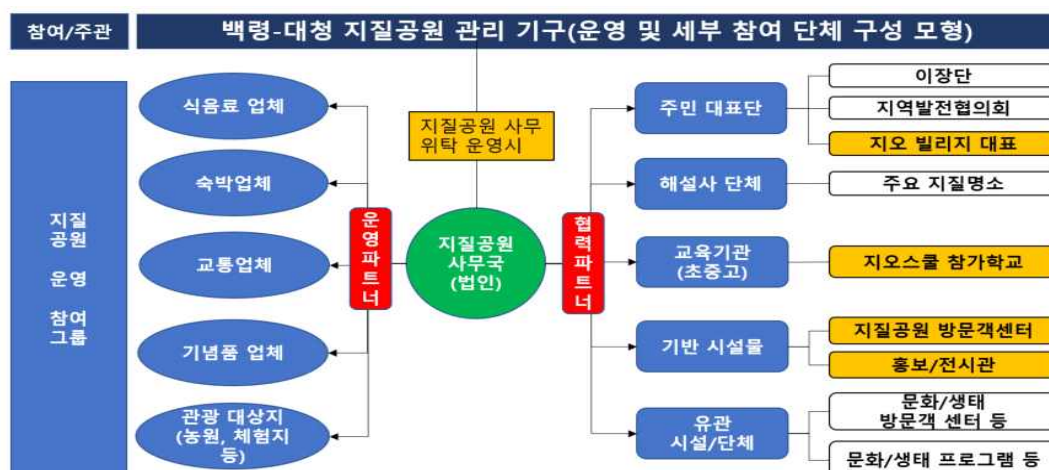 참여/주관
백령-대청 지질공원 관리 기구(운영 및 세부 참여 단체 구성 모형)
지질
공원
운영
참여
그룹
식음료 업체
숙박업체
교통업체
기념품 업체
관광 대상지
(농원, 체험지
등)
운영파트너
지질공원 사무
위탁 운영시
지질공원
사무국
(법인)
협력파트너
주민 대표단
해설사 단체
교육기관
(초중고)
기반 시설물
유관
시설/단체
이장단
지역발전협의회
지오 빌리지 대표
주요 지질명소
지오스쿨 참가학교
지질공원 방문객센터
홍보/전시관
문화/생태
방문객 센터 등
문화/생태 프로그램 등